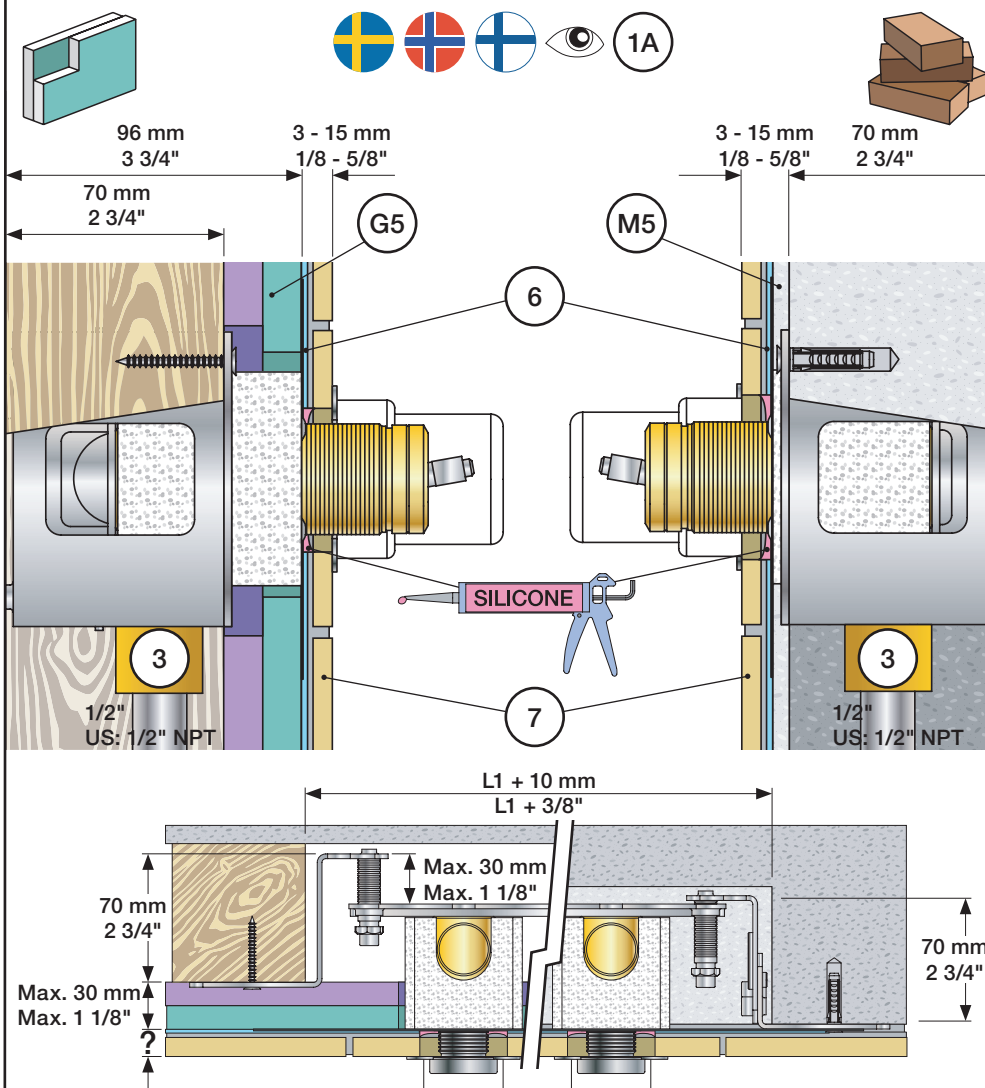 1A
96 mm
3 3/4"
3 - 15 mm
1/8 - 5/8"
3 - 15 mm
1/8 - 5/8"
70 mm
2 3/4"
70 mm
2 3/4"
G5
M5
6
SILICONE
3
1/2"
US: 1/2" NPT
7
3
1/2"
US: 1/2" NPT
L1 + 10 mm
L1 + 3/8"
Max. 30 mm
Max. 1 1/8"
70 mm
2 3/4"
70 mm
2 3/4"
Max. 30 mm
Max. 1 1/8"
?